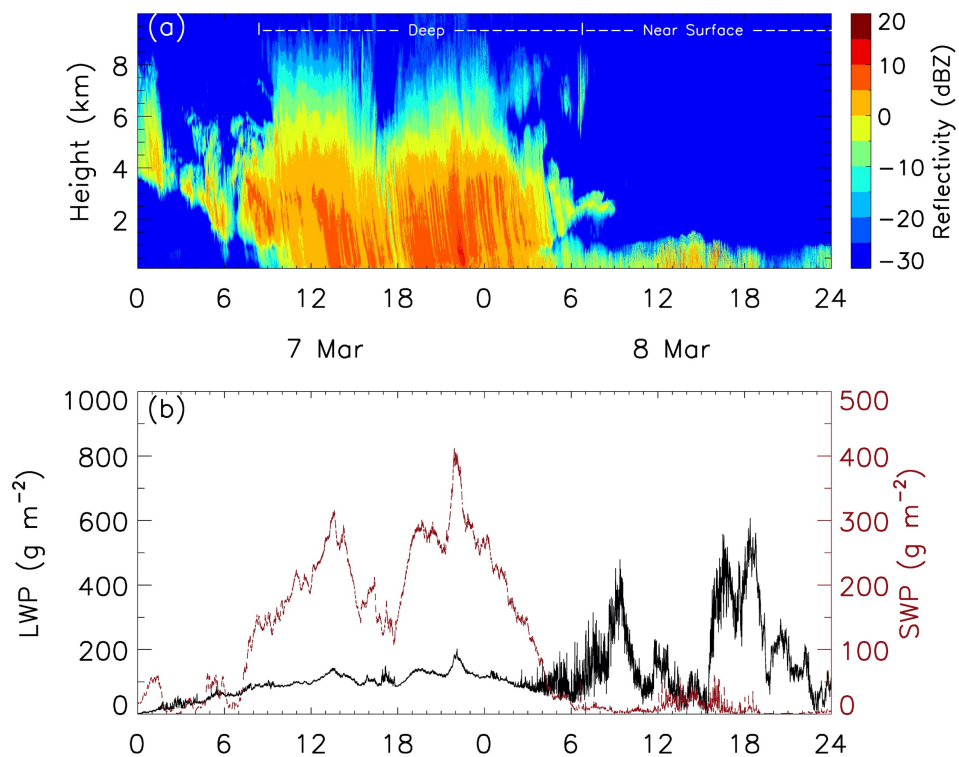 (a)
Deep
Near Surface
Height (km)
8
6
4
2
0 6 12 18 0 6 12 18 24
7 Mar 8 Mar
20
10
0
−10
−20
−30
Reflectivity (dBZ)
(b)
LWP (g m⁻²)
1000
800
600
400
200
0
500
400
300
200
100
0
SWP (g m⁻²)
0 6 12 18 0 6 12 18 24